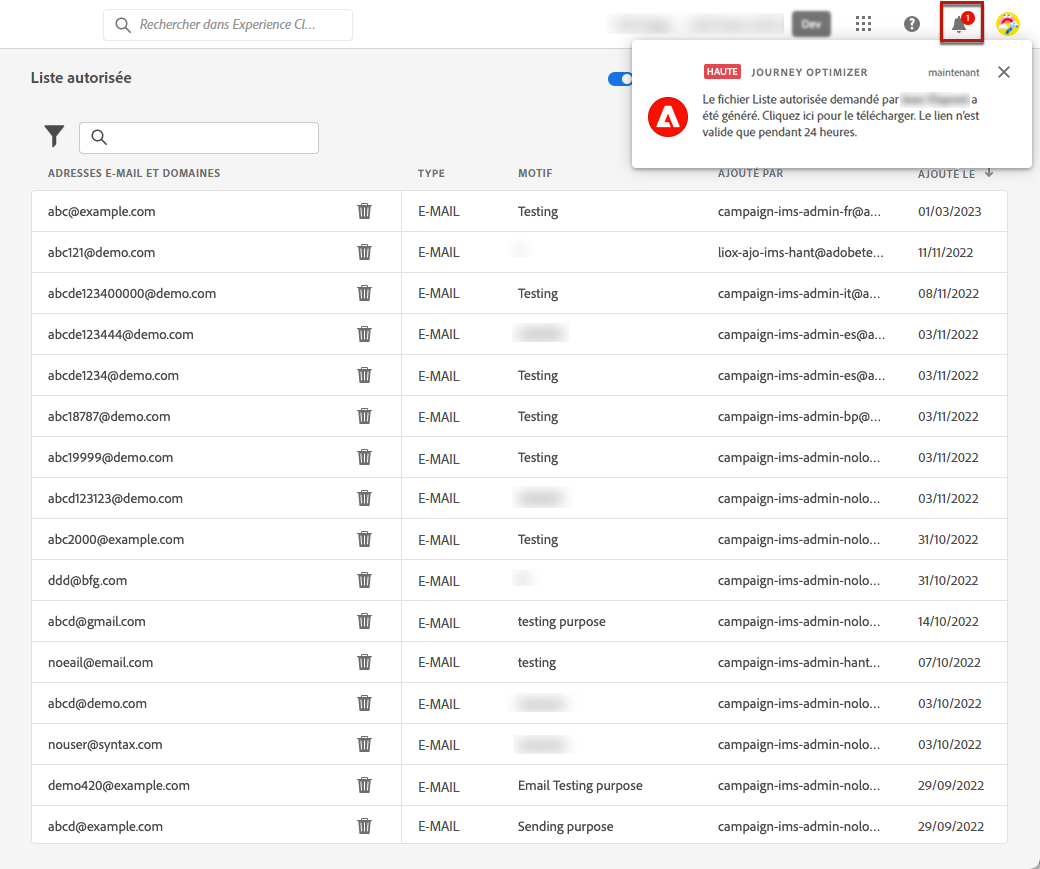 Rechercher dans Experience Cl...
Dev
1
Liste autorisée
HAUTE JOURNEY OPTIMIZER maintenant
Le fichier Liste autorisée demandé par a
été généré. Cliquez ici pour le télécharger. Le lien n'est
valide que pendant 24 heures.
ADRESSES E-MAIL ET DOMAINES TYPE MOTIF AJOUTÉ PAR AJOUTÉ LE
abc@example.com E-MAIL Testing campaign-ims-admin-fr@a... 01/03/2023
abc121@demo.com E-MAIL liox-ajo-ims-hant@adobete... 11/11/2022
abcde123400000@demo.com E-MAIL Testing campaign-ims-admin-it@a... 08/11/2022
abcde123444@demo.com E-MAIL campaign-ims-admin-es@a... 03/11/2022
abcde1234@demo.com E-MAIL Testing campaign-ims-admin-es@a... 03/11/2022
abc18787@demo.com E-MAIL Testing campaign-ims-admin-bp@... 03/11/2022
abc19999@demo.com E-MAIL Testing campaign-ims-admin-nolo... 03/11/2022
abcd123123@demo.com E-MAIL campaign-ims-admin-nolo... 03/11/2022
abc2000@example.com E-MAIL Testing campaign-ims-admin-nolo... 31/10/2022
ddd@bfg.com E-MAIL campaign-ims-admin-nolo... 31/10/2022
abcd@gmail.com E-MAIL testing purpose campaign-ims-admin-nolo... 14/10/2022
noeail@email.com E-MAIL testing campaign-ims-admin-hant... 07/10/2022
abcd@demo.com E-MAIL campaign-ims-admin-nolo... 03/10/2022
nouser@syntax.com E-MAIL campaign-ims-admin-nolo... 03/10/2022
demo420@example.com E-MAIL Email Testing purpose campaign-ims-admin-nolo... 29/09/2022
abcd@example.com E-MAIL Sending purpose campaign-ims-admin-nolo... 29/09/2022